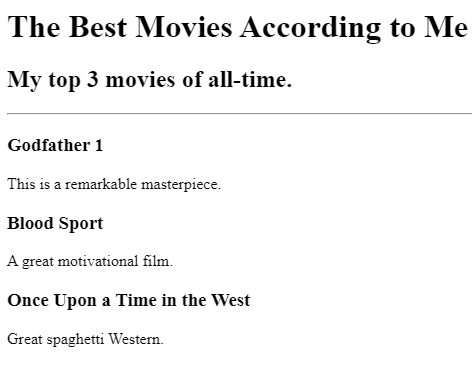 The Best Movies According to Me
My top 3 movies of all-time.
Godfather 1
This is a remarkable masterpiece.
Blood Sport
A great motivational film.
Once Upon a Time in the West
Great spaghetti Western.